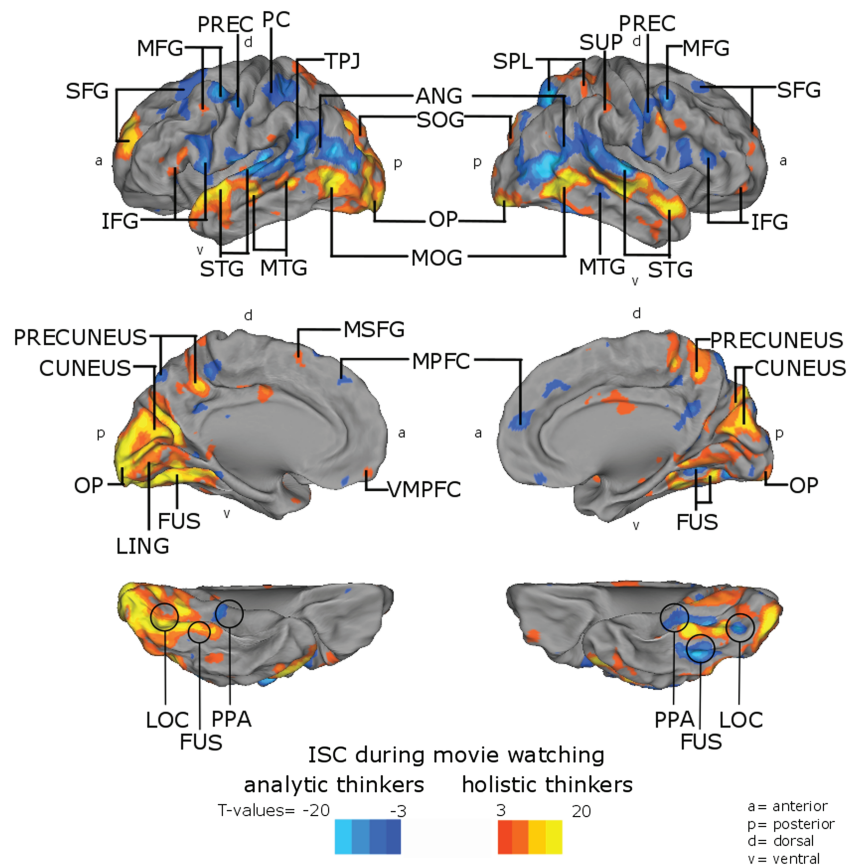 PREC PC
d
MFG
TPJ
SFG
ANG
SOG
a
p
IFG
OP
v
STG MTG
MOG
PREC
SUP d
SPL
MFG
SFG
p
a
IFG
MTG STG
v
d
PRECUNEUS
MSFG
CUNEUS
MPFC
p
a
OP
VMPFC
FUS
v
LING
d
PRECUNEUS
CUNEUS
a
p
OP
FUS
v
LOC PPA
FUS
PPA LOC
FUS
ISC during movie watching
analytic thinkers holistic thinkers
T-values= -20 -3 3 20
a= anterior
p= posterior
d= dorsal
v= ventral